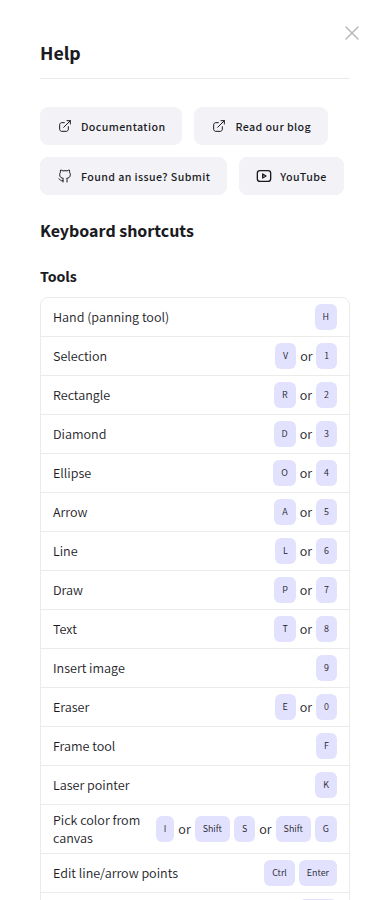 Help
Documentation Read our blog
Found an issue? Submit YouTube
Keyboard shortcuts
Tools
Hand (panning tool) H
Selection V or 1
Rectangle R or 2
Diamond D or 3
Ellipse O or 4
Arrow A or 5
Line L or 6
Draw P or 7
Text T or 8
Insert image 9
Eraser E or 0
Frame tool F
Laser pointer K
Pick color from
canvas I or Shift S or Shift G
Edit line/arrow points Ctrl Enter